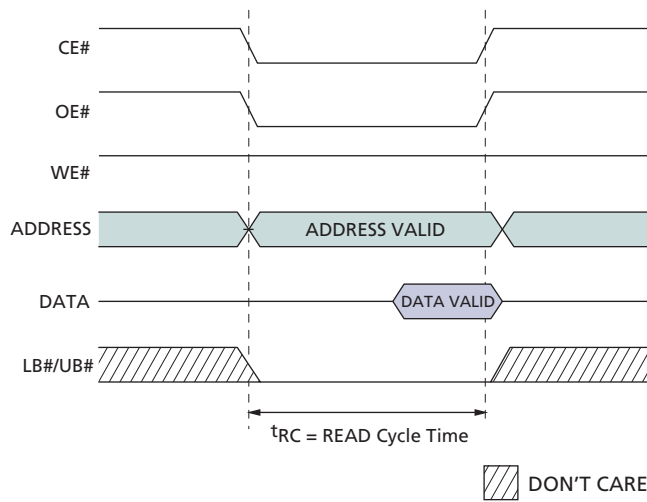 CE#
OE#
WE#
ADDRESS
ADDRESS VALID
DATA
DATA VALID
LB#/UB#
tRC = READ Cycle Time
DON'T CARE